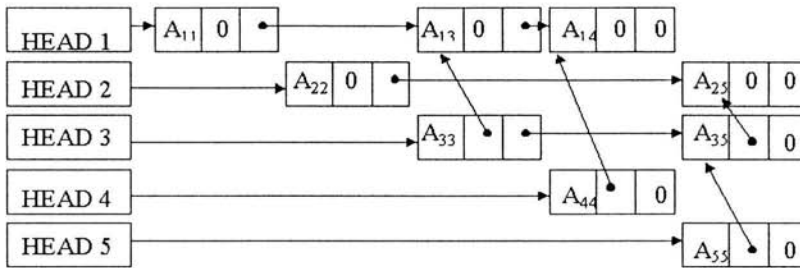 HEAD 1 A₁₁ 0 A₁₃ 0 A₁₄ 0 0
HEAD 2 A₂₂ 0 A₂₅ 0 0
HEAD 3 A₃₃ A₃₅ 0
HEAD 4 A₄₄ 0
HEAD 5 A₅₅ 0